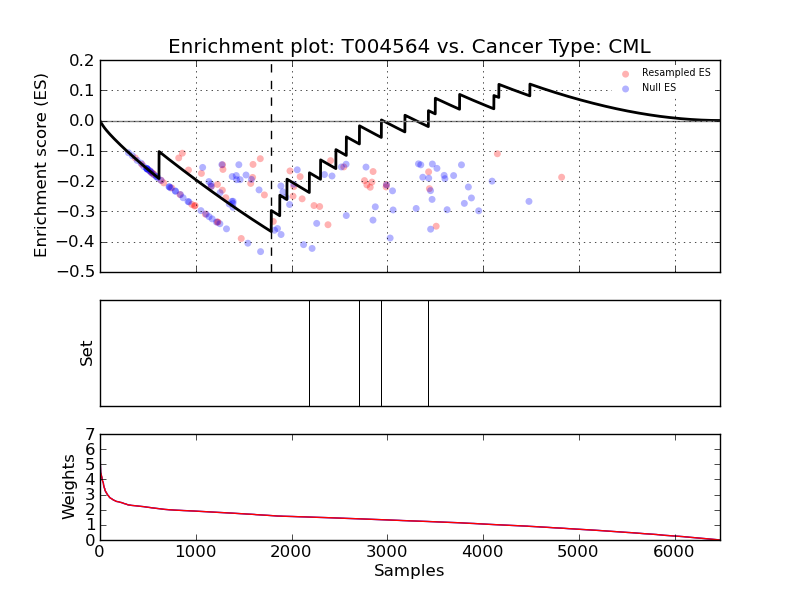 Enrichment plot: T004564 vs. Cancer Type: CML
Enrichment score (ES)
0.2
0.1
0.0
−0.1
−0.2
−0.3
−0.4
−0.5
Resampled ES
Null ES
Set
Weights
7
6
5
4
3
2
1
0
0 1000 2000 3000 4000 5000 6000
Samples